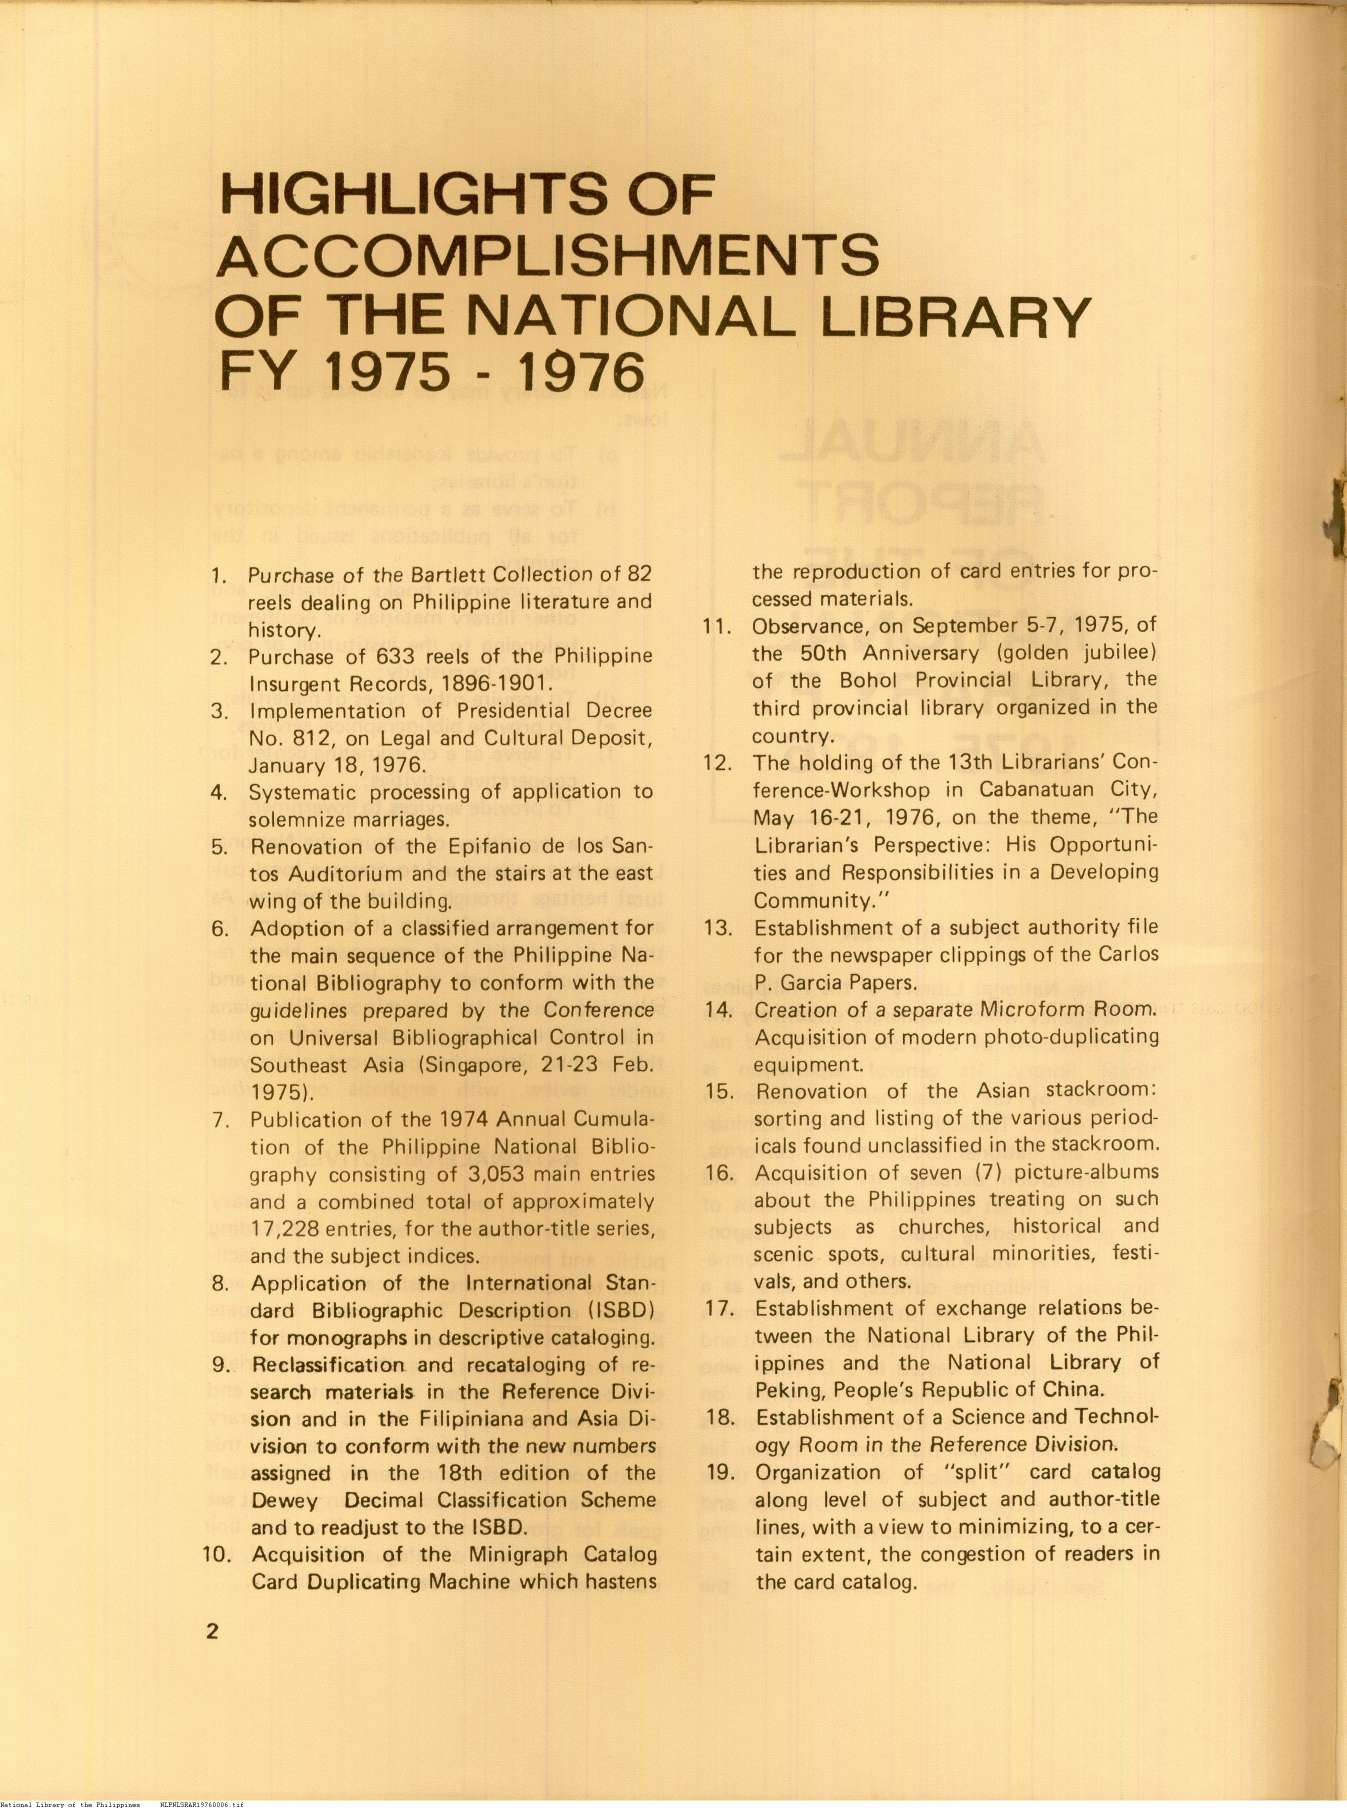 HIGHLIGHTS OF
ACCOMPLISHMENTS
OF THE NATIONAL LIBRARY
FY 1975 - 1976
1. Purchase of the Bartlett Collection of 82
reels dealing on Philippine literature and
history.
2. Purchase of 633 reels of the Philippine
Insurgent Records, 1896-1901.
3. Implementation of Presidential Decree
No. 812, on Legal and Cultural Deposit,
January 18, 1976.
4. Systematic processing of application to
solemnize marriages.
5. Renovation of the Epifanio de los San-
tos Auditorium and the stairs at the east
wing of the building.
6. Adoption of a classified arrangement for
the main sequence of the Philippine Na-
tional Bibliography to conform with the
guidelines prepared by the Conference
on Universal Bibliographical Control in
Southeast Asia (Singapore, 21-23 Feb.
1975).
7. Publication of the 1974 Annual Cumula-
tion of the Philippine National Biblio-
graphy consisting of 3,053 main entries
and a combined total of approximately
17,228 entries, for the author-title series,
and the subject indices.
8. Application of the International Stan-
dard Bibliographic Description (ISBD)
for monographs in descriptive cataloging.
9. Reclassification and recataloging of re-
search materials in the Reference Divi-
sion and in the Filipiniana and Asia Di-
vision to conform with the new numbers
assigned in the 18th edition of the
Dewey Decimal Classification Scheme
and to readjust to the ISBD.
10. Acquisition of the Minigraph Catalog
Card Duplicating Machine which hastens
the reproduction of card entries for pro-
cessed materials.
11. Observance, on September 5-7, 1975, of
the 50th Anniversary (golden jubilee)
of the Bohol Provincial Library, the
third provincial library organized in the
country.
12. The holding of the 13th Librarians' Con-
ference-Workshop in Cabanatuan City,
May 16-21, 1976, on the theme, "The
Librarian's Perspective: His Opportuni-
ties and Responsibilities in a Developing
Community."
13. Establishment of a subject authority file
for the newspaper clippings of the Carlos
P. Garcia Papers.
14. Creation of a separate Microform Room.
Acquisition of modern photo-duplicating
equipment.
15. Renovation of the Asian stackroom:
sorting and listing of the various period-
icals found unclassified in the stackroom.
16. Acquisition of seven (7) picture-albums
about the Philippines treating on such
subjects as churches, historical and
scenic spots, cultural minorities, festi-
vals, and others.
17. Establishment of exchange relations be-
tween the National Library of the Phil-
ippines and the National Library of
Peking, People's Republic of China.
18. Establishment of a Science and Technol-
ogy Room in the Reference Division.
19. Organization of "split" card catalog
along level of subject and author-title
lines, with a view to minimizing, to a cer-
tain extent, the congestion of readers in
the card catalog.
2
National Library of the Philippines NLPNLSRAR19760006.tif